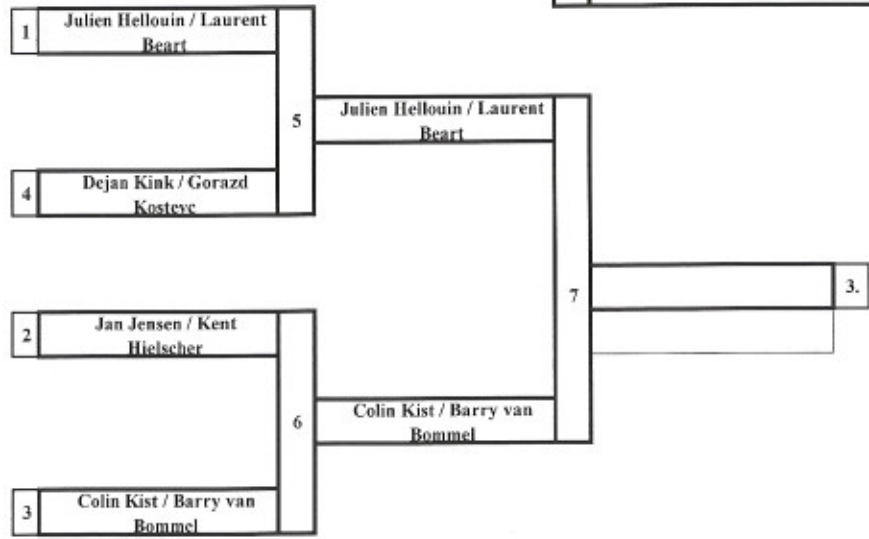 1
Julien Hellouin / Laurent
Beart
5
Julien Hellouin / Laurent
Beart
4
Dejan Kink / Gorazd
Kostevc
7
3.
2
Jan Jensen / Kent
Hielscher
6
Colin Kist / Barry van
Bommel
3
Colin Kist / Barry van
Bommel